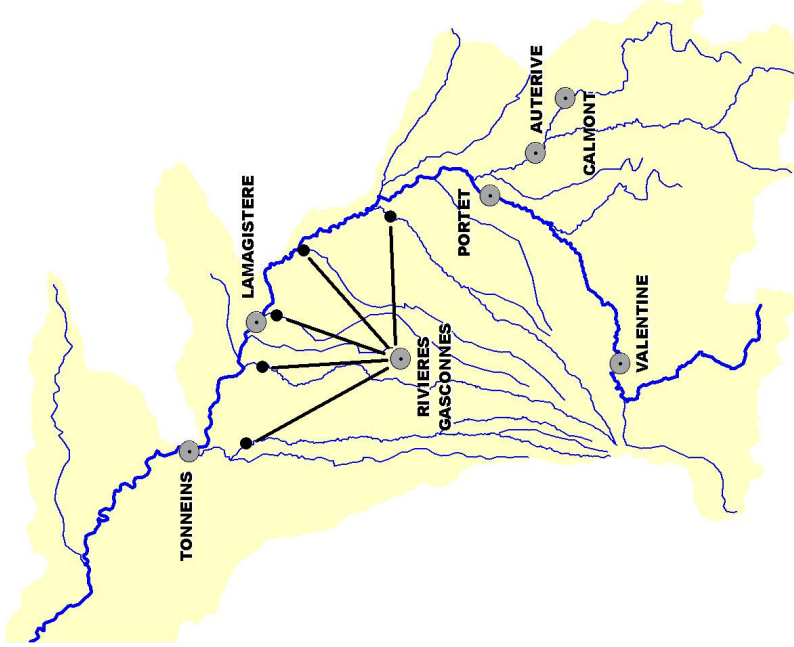 TONNEINS
LAMAGISTERE
RIVIERES
GASCONNES
PORTET
AUTERIVE
CALMONT
VALENTINE